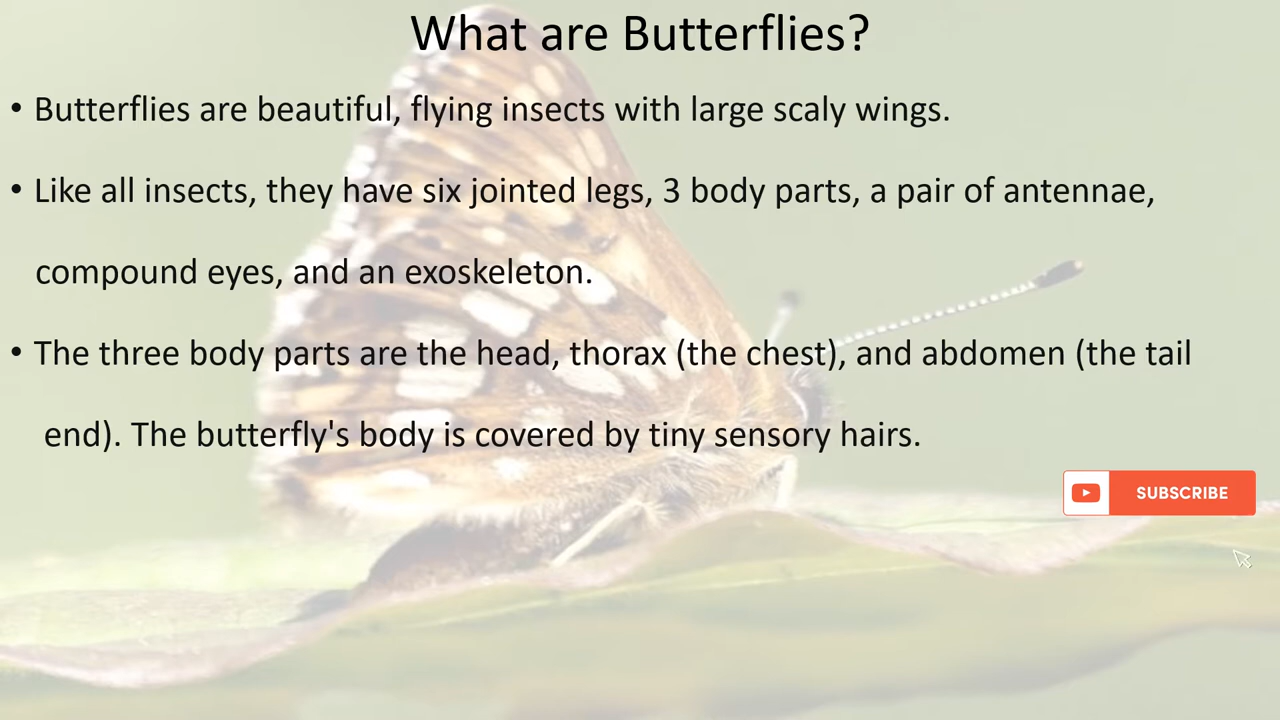 What are Butterflies?
• Butterflies are beautiful, flying insects with large scaly wings.
• Like all insects, they have six jointed legs, 3 body parts, a pair of antennae,
compound eyes, and an exoskeleton.
• The three body parts are the head, thorax (the chest), and abdomen (the tail
end). The butterfly's body is covered by tiny sensory hairs.
SUBSCRIBE